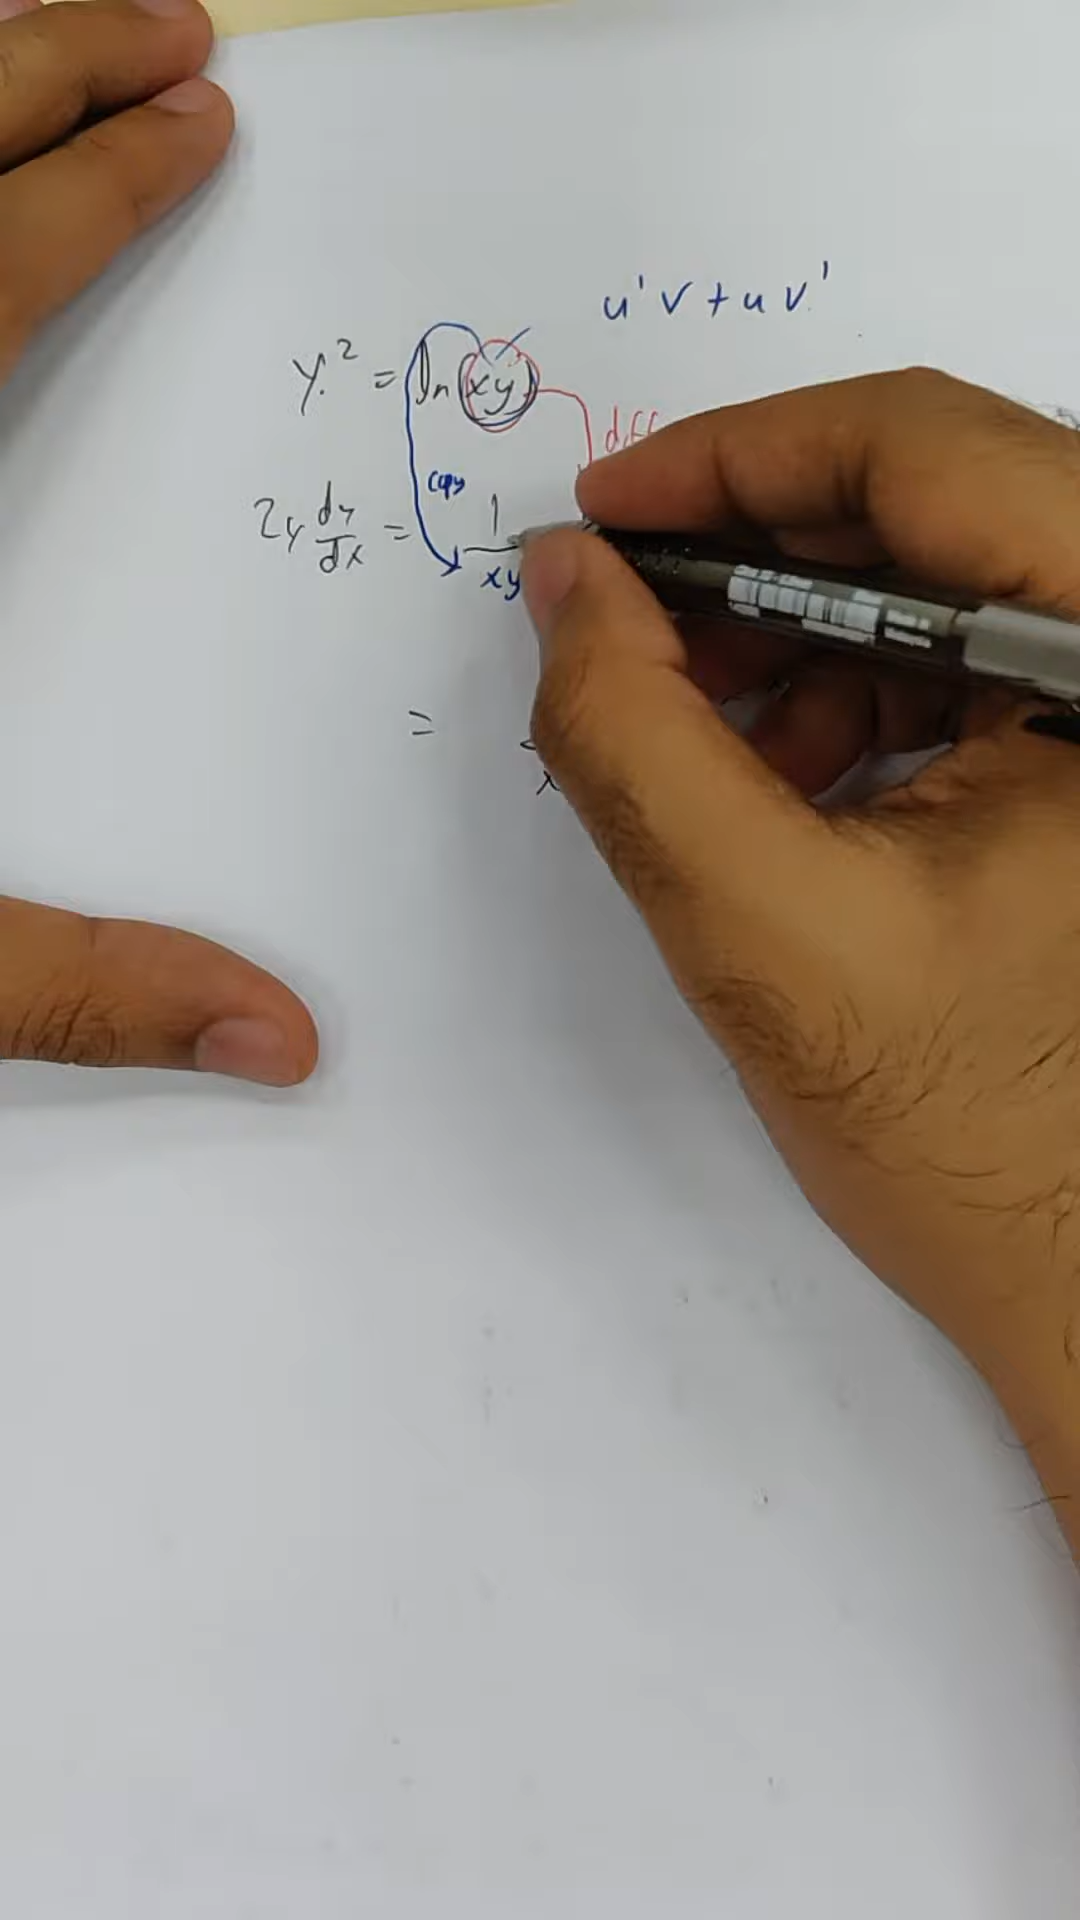 u'v + uv'
y² = ln(xy)
diff
copy
2y dy/dx = 1/xy
=
x